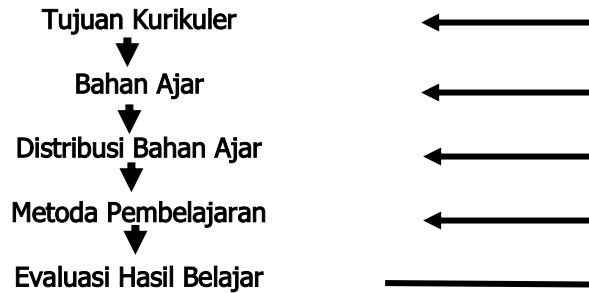 Tujuan Kurikuler
Bahan Ajar
Distribusi Bahan Ajar
Metoda Pembelajaran
Evaluasi Hasil Belajar